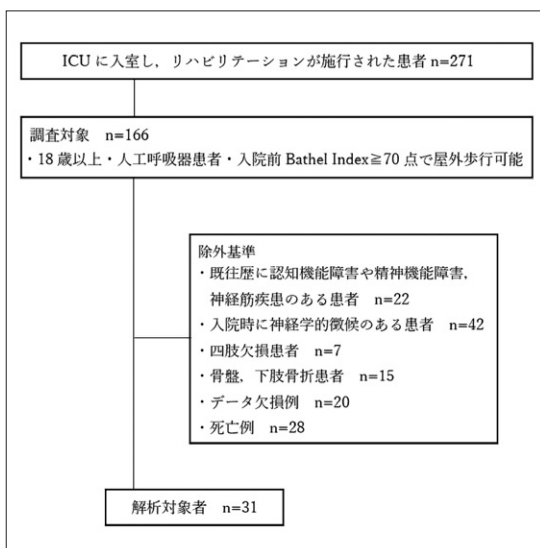 ICU に入室し，リハビリテーションが施行された患者 n=271
調査対象　n=166
・18 歳以上・人工呼吸器患者・入院前 Bathel Index≧70 点で屋外歩行可能
除外基準
・既往歴に認知機能障害や精神機能障害，
神経筋疾患のある患者　n=22
・入院時に神経学的徴候のある患者　n=42
・四肢欠損患者　n=7
・骨盤，下肢骨折患者　n=15
・データ欠損例　n=20
・死亡例　n=28
解析対象者　n=31